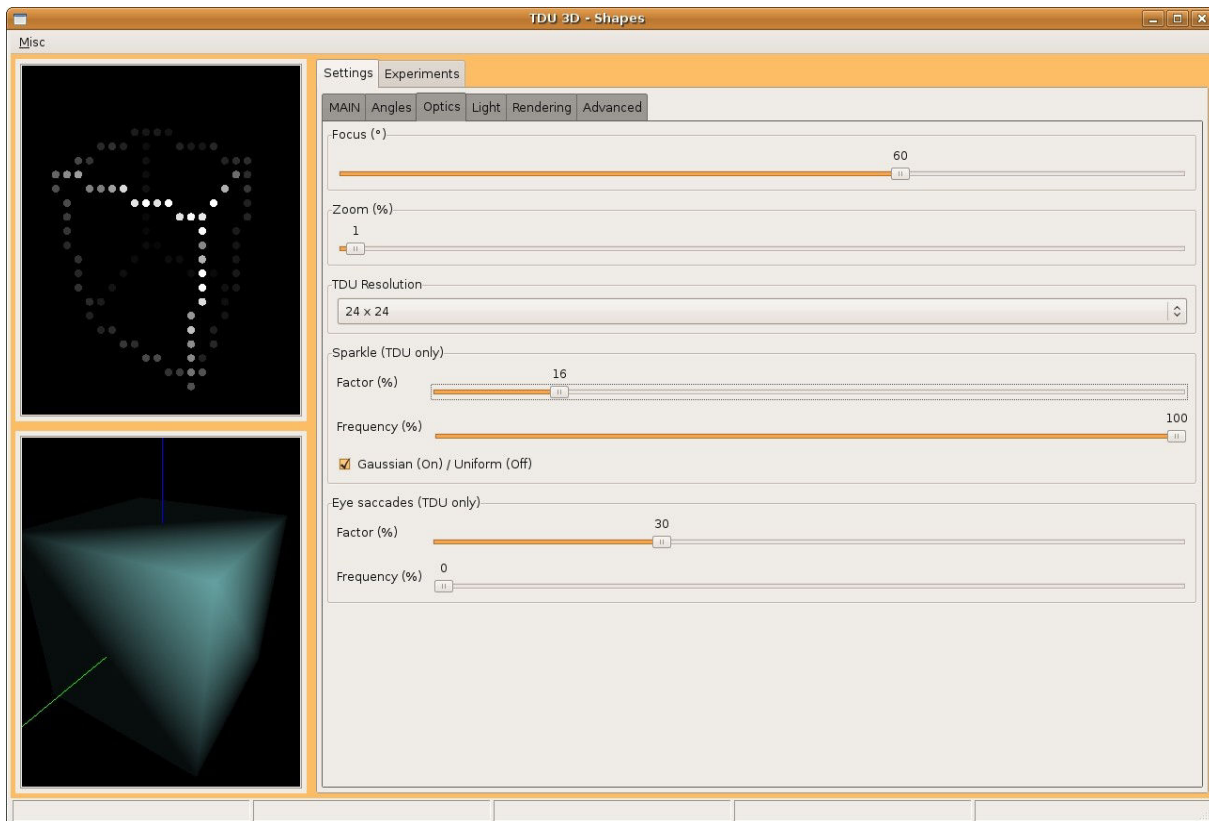 TDU 3D - Shapes
Misc
Settings Experiments
MAIN Angles Optics Light Rendering Advanced
Focus (°)
60
Zoom (%)
1
TDU Resolution
24 x 24
Sparkle (TDU only)
16
Factor (%)
100
Frequency (%)
Gaussian (On) / Uniform (Off)
Eye saccades (TDU only)
30
Factor (%)
0
Frequency (%)